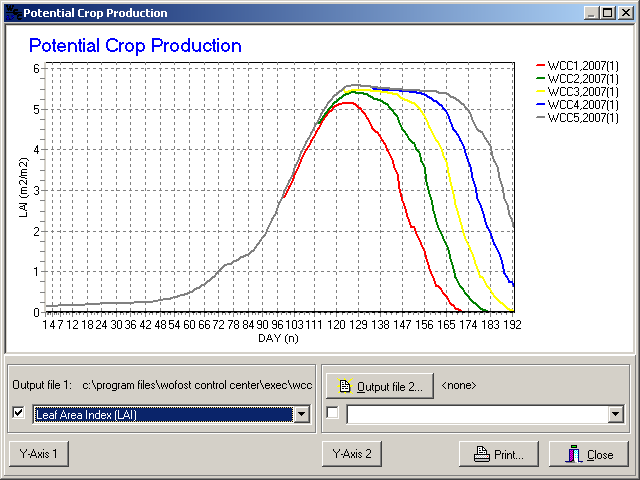 Potential Crop Production
Potential Crop Production
LAI (m2/m2)
6
5
4
3
2
1
0
1 4 7 12 18 24 30 36 42 48 54 60 66 72 78 84 90 96 103 111 120 129 138 147 156 165 174 183 192
DAY (n)
WCC1,2007(1)
WCC2,2007(1)
WCC3,2007(1)
WCC4,2007(1)
WCC5,2007(1)
Output file 1: c:\program files\wofost control center\exec\wcc
Output file 2... <none>
Leaf Area Index (LAI)
Y-Axis 1 Y-Axis 2 Print... Close